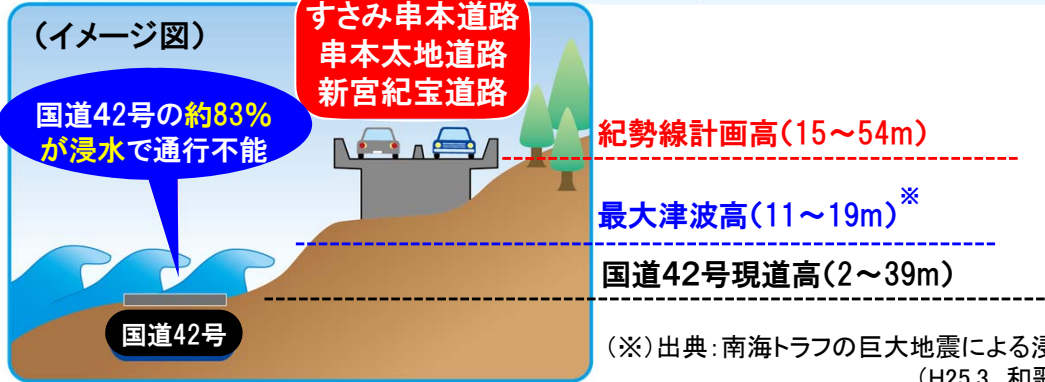 (イメージ図)
すさみ串本道路
串本太地道路
新宮紀宝道路
国道42号の約83%
が浸水で通行不能
紀勢線計画高(15～54m)
最大津波高(11～19m)※
国道42号現道高(2～39m)
国道42号
(※)出典:南海トラフの巨大地震による浸
(H25.3 和歌